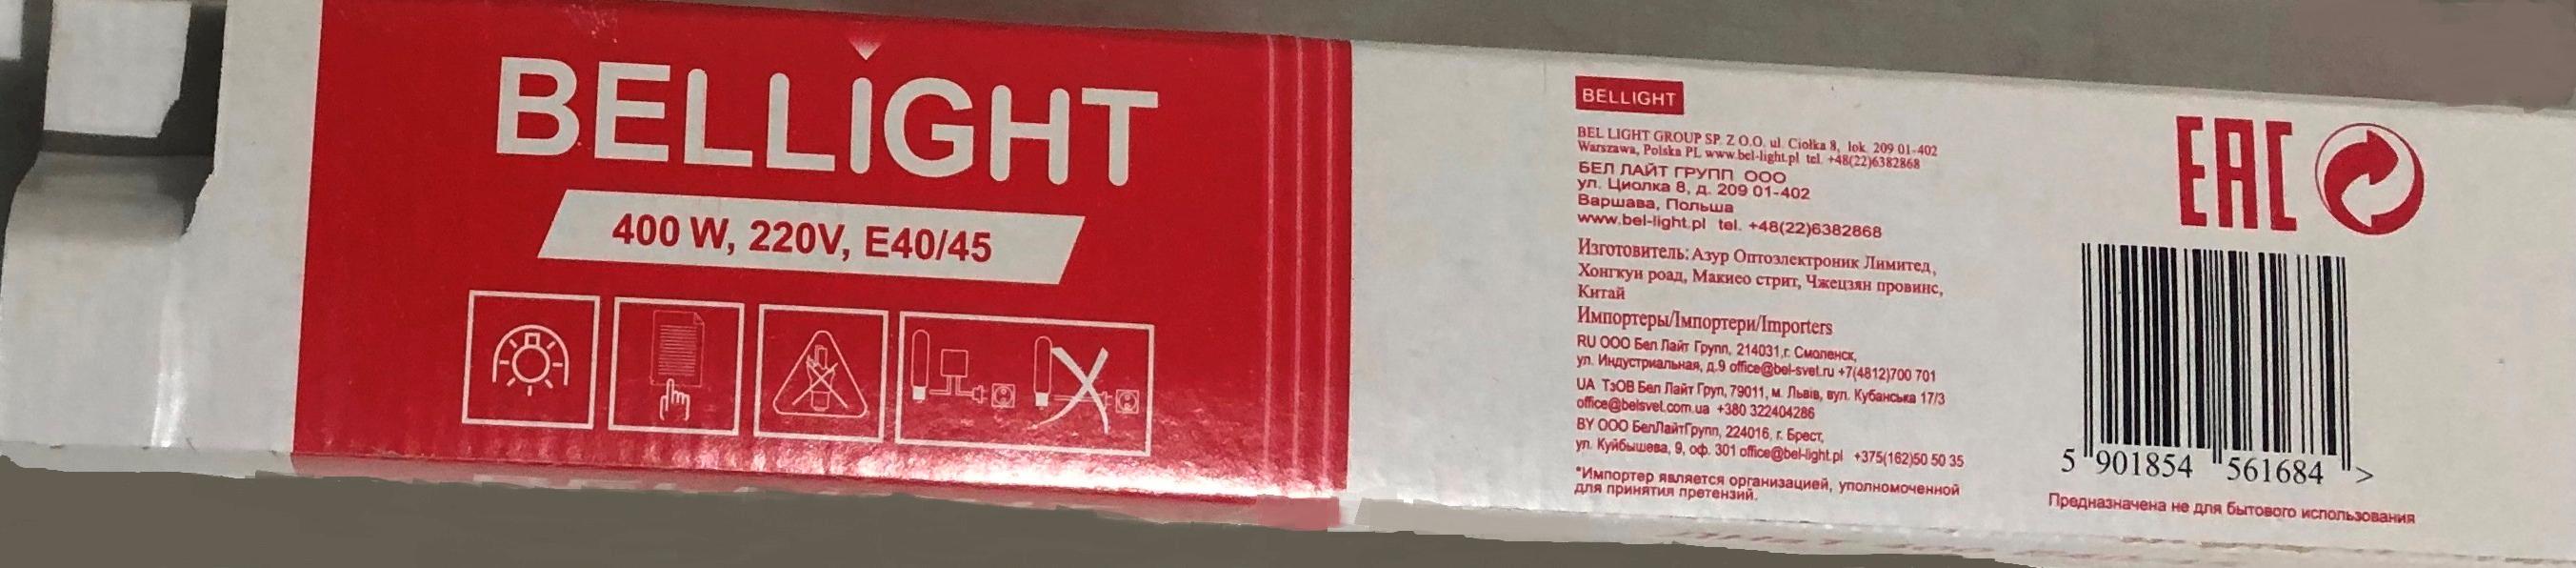 BELLIGHT
400 W, 220V, E40/45
BELLIGHT
BEL LIGHT GROUP SP. Z O.O. ul. Ciołka 8, lok. 209 01-402
Warszawa, Polska PL www.bel-light.pl tel. +48(22)6382868
БЕЛ ЛАЙТ ГРУПП ООО
ул. Циолка 8, д. 209 01-402
Варшава, Польша
www.bel-light.pl tel. +48(22)6382868
Изготовитель: Азур Оптоэлектроник Лимитед,
Хонгкун роад, Макисо стрит, Чжецзян провинс,
Китай
Импортеры/Імпортери/Importers
RU ООО Бел Лайт Групп, 214031,г. Смоленск,
ул. Индустриальная, д.9 office@bel-svet.ru +7(4812)700 701
UA ТзОВ Бел Лайт Груп, 79011, м. Львів, вул. Кубанська 17/3
office@belsvet.com.ua +380 322404286
BY ООО БелЛайтГрупп, 224016, г. Брест,
ул. Куйбышева, 9, оф. 301 office@bel-light.pl +375(162)50 50 35
*Импортер является организацией, уполномоченной
для принятия претензий.
EAC
5 901854 561684 >
Предназначена не для бытового использования